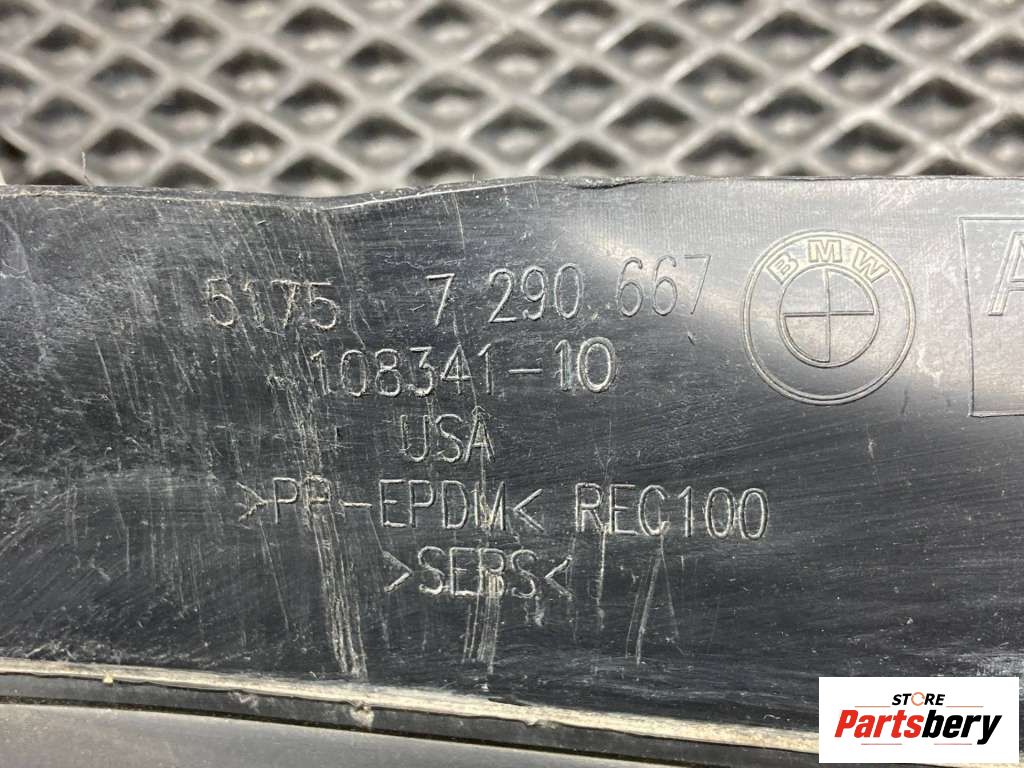 5175 7 290.667
BMW
A
108341-10
USA
>PP-EPDM< REC100
>SEBS<
STORE
Partsbery